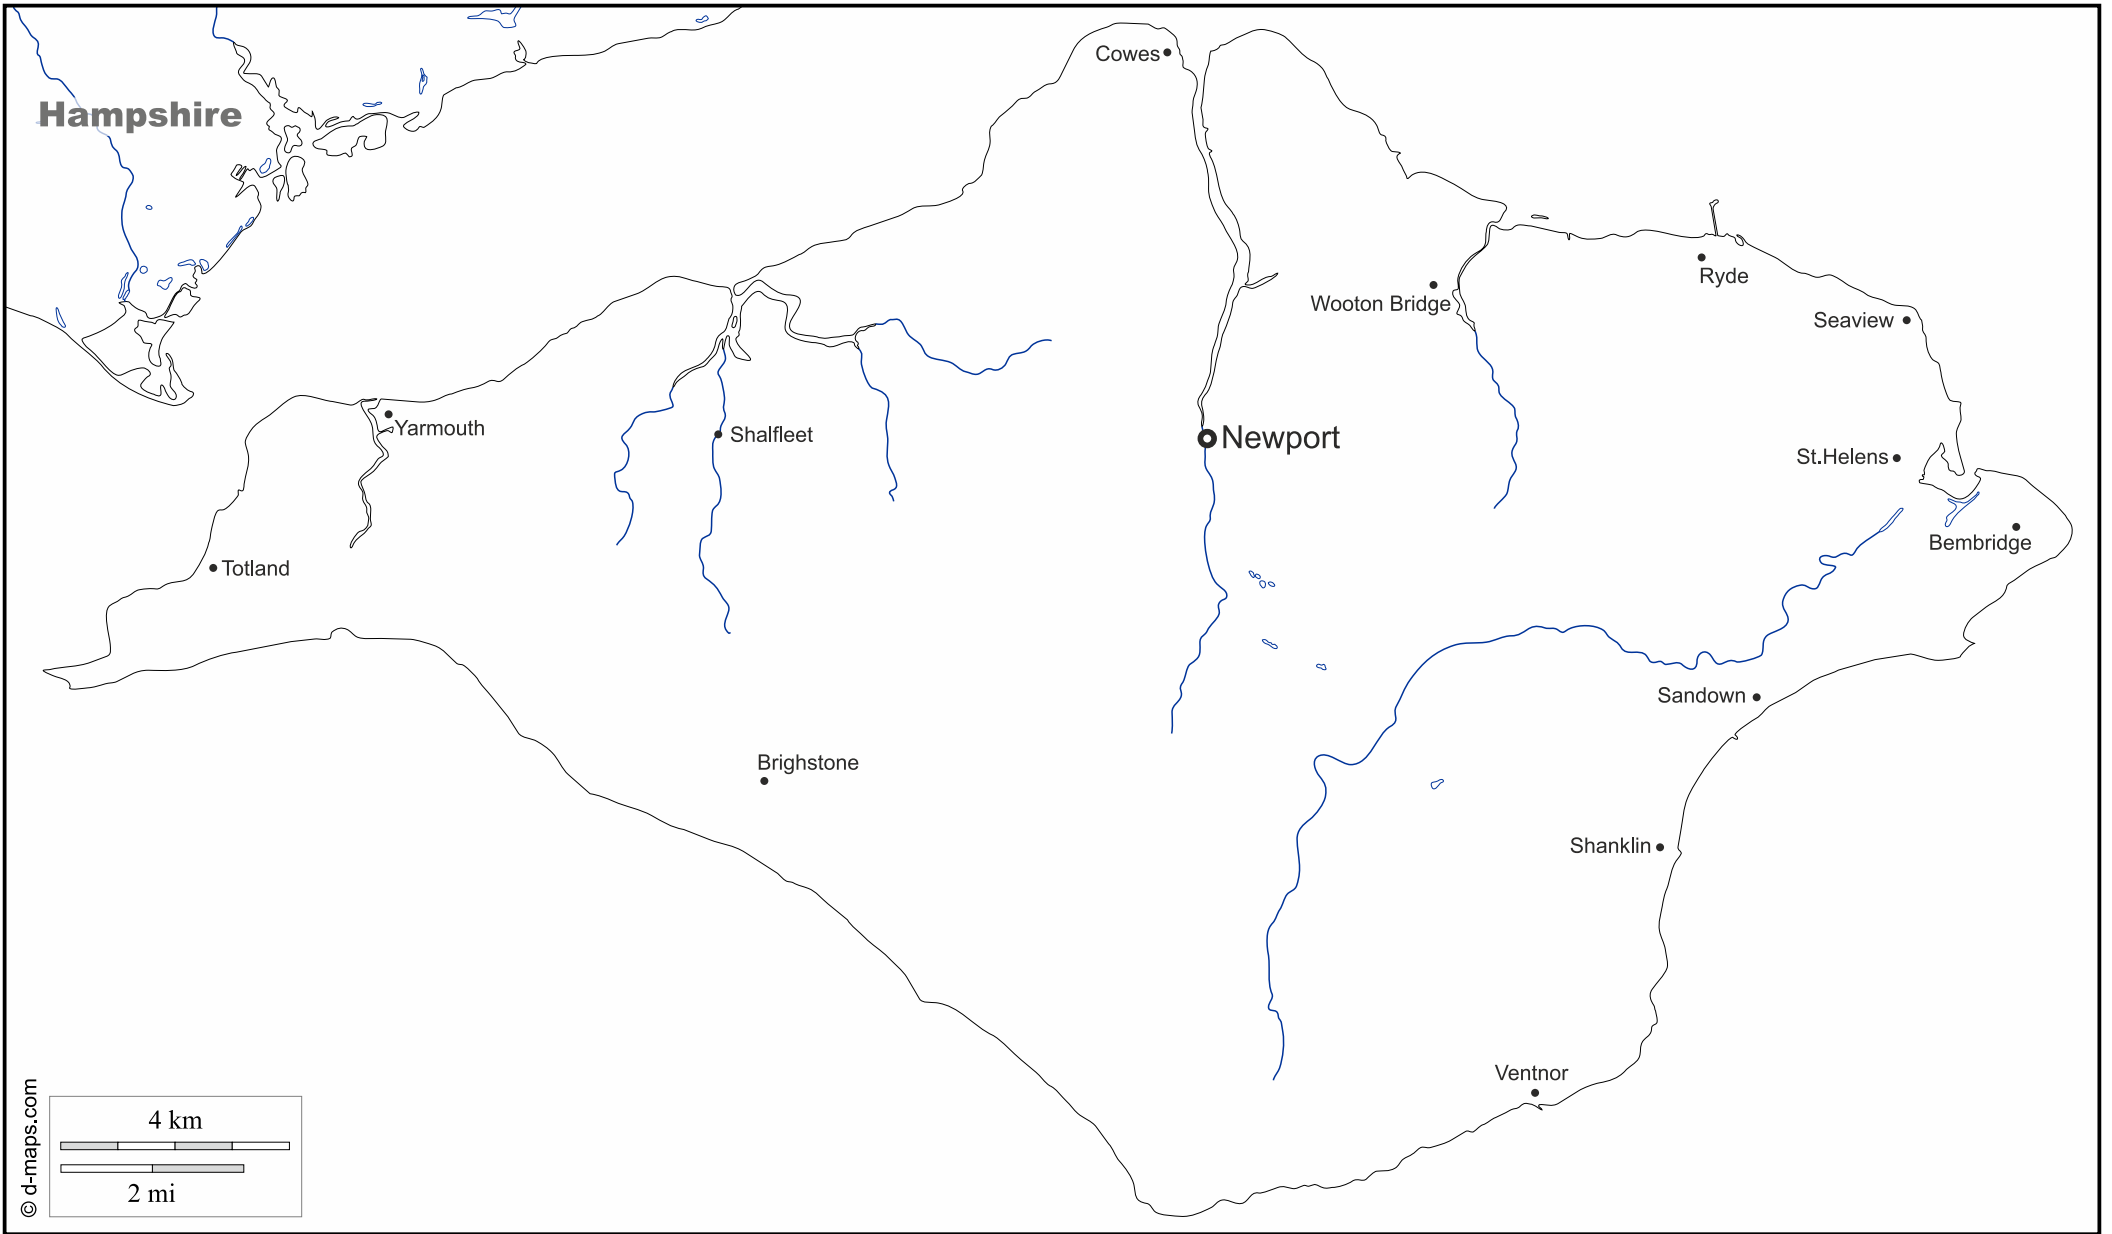 Cowes
Hampshire
Ryde
Wooton Bridge
Seaview
Yarmouth
Shalfleet
Newport
St.Helens
Bembridge
Totland
Sandown
Brighstone
Shanklin
Ventnor
4 km
2 mi
© d-maps.com